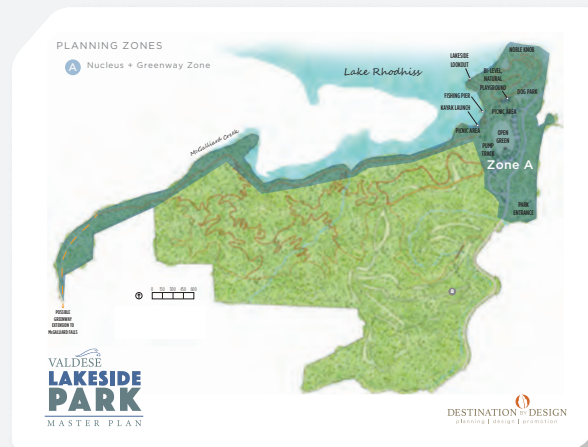 PLANNING ZONES
A Nucleus + Greenway Zone
NOBLE KNOB
LAKESIDE
LOOKOUT
Lake Rhodhiss
BI-LEVEL
NATURAL
PLAYGROUND
DOG PARK
FISHING PIER
KAYAK LAUNCH
PICNIC AREA
PICNIC AREA
OPEN
GREEN
McGalliard Creek
PUMP
TRACK
Zone A
PARK
ENTRANCE
POSSIBLE
GREENWAY
EXTENSION TO
McGALLIARD FALLS
VALDESE
LAKESIDE
PARK
MASTER PLAN
DESTINATION BY DESIGN
planning | design | promotion